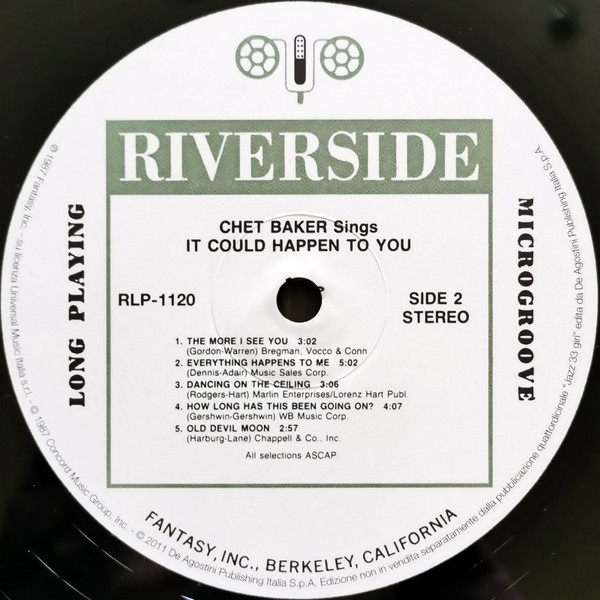 RIVERSIDE
CHET BAKER Sings
IT COULD HAPPEN TO YOU
RLP-1120
SIDE 2
STEREO
LONG PLAYING
MICROGROOVE
1. THE MORE I SEE YOU 3:02
(Gordon-Warren) Bregman, Vocco & Conn
2. EVERYTHING HAPPENS TO ME 5:02
(Dennis-Adair) Music Sales Corp.
3. DANCING ON THE CEILING 3:06
(Rodgers-Hart) Marlin Enterprises/Lorenz Hart Publ.
4. HOW LONG HAS THIS BEEN GOING ON? 4:07
(Gershwin-Gershwin) WB Music Corp.
5. OLD DEVIL MOON 2:57
(Harburg-Lane) Chappell & Co., Inc.
All selections ASCAP
FANTASY, INC., BERKELEY, CALIFORNIA
℗ 1987 Fantasy, Inc. - su licenza Universal Music Italia s.r.l. - © 1987 Concord Music Group, Inc. - © 2011 De Agostini Publishing Italia S.p.A. Edizione non in vendita separatamente dalla pubblicazione quattordicinale "Jazz 33 giri" edita da De Agostini Publishing Italia S.p.A.